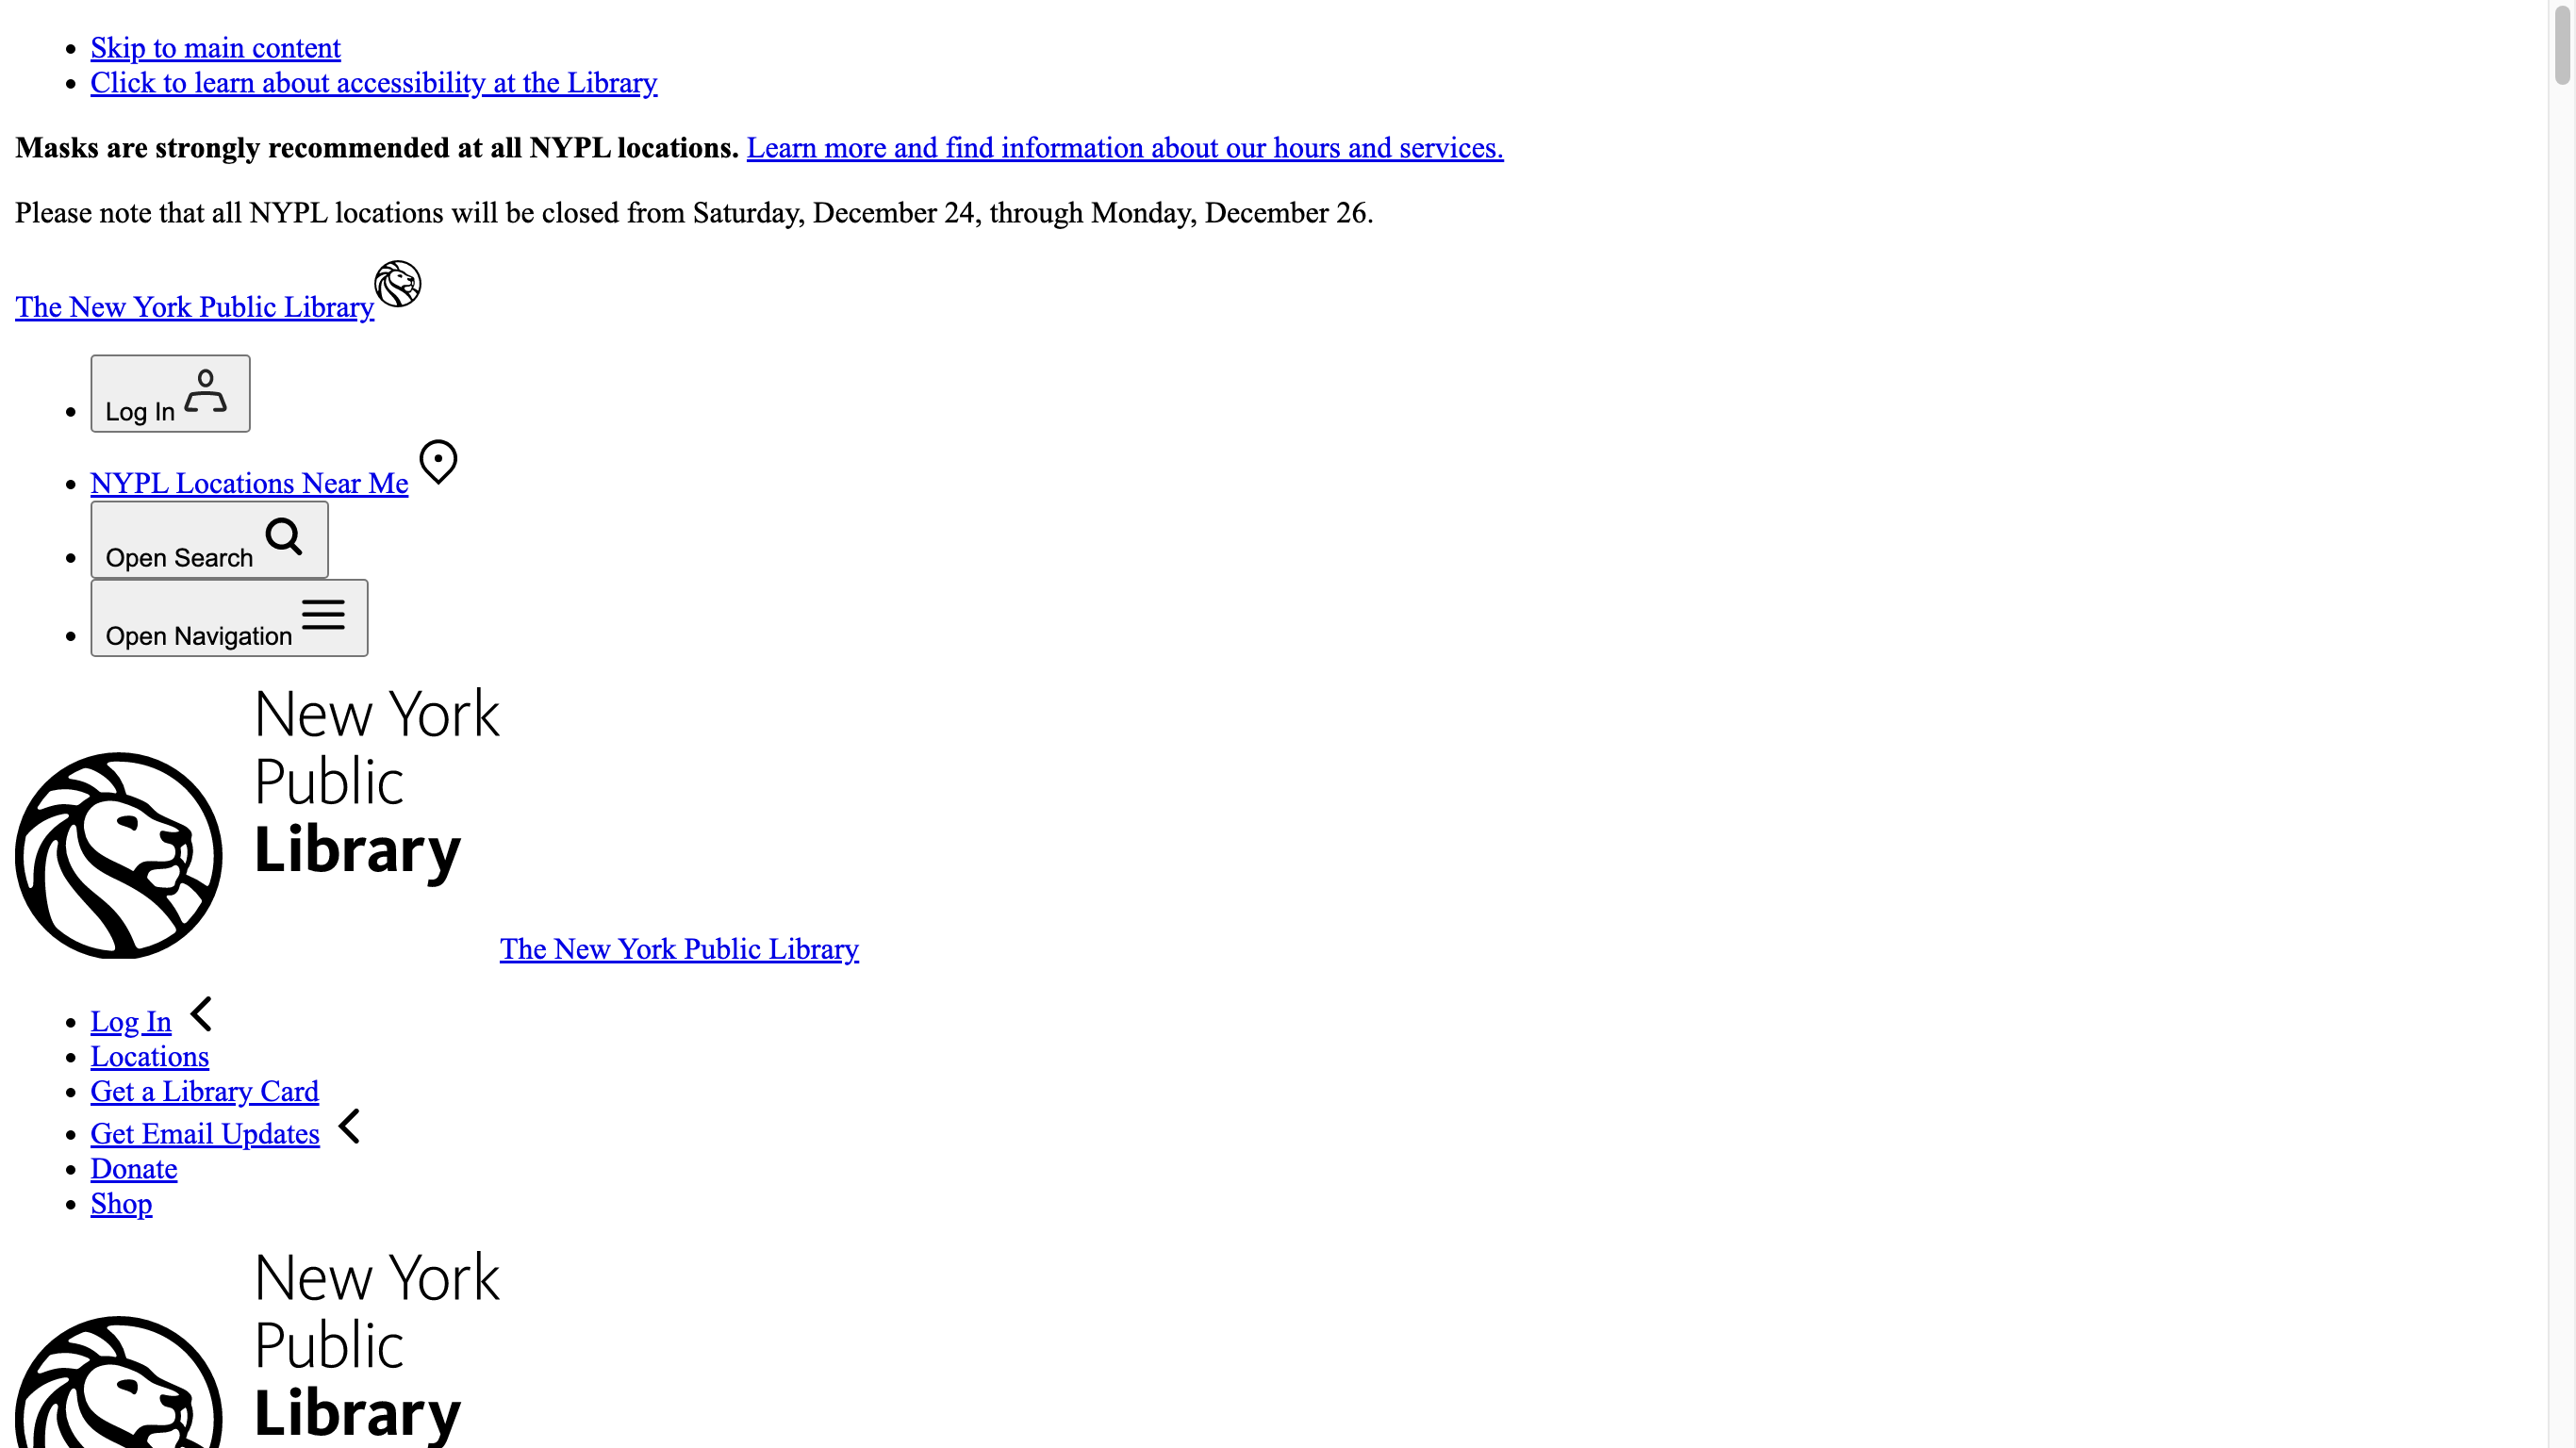 Skip to main content
Click to learn about accessibility at the Library
Masks are strongly recommended at all NYPL locations. Learn more and find information about our hours and services.
Please note that all NYPL locations will be closed from Saturday, December 24, through Monday, December 26.
The New York Public Library
Log In
NYPL Locations Near Me
Open Search
Open Navigation
New York
Public
Library
The New York Public Library
Log In
Locations
Get a Library Card
Get Email Updates
Donate
Shop
New York
Public
Library